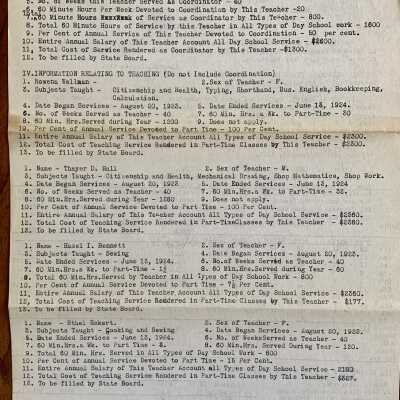 5. No. of Weeks this Teacher Served as Coordinator - 40
6. 60 Minute Hours Per Week Devoted to Coordination by This Teacher -20
7. 60 Minute Hours of Service as Coordinator by This Teacher- 800.
8. Total 60 Minute Hours of Service by this Teacher in All Types of Day School work - 1600
9. Per Cent of Annual Service of This Teacher Devoted to Coordination - 50 per cent.
10. Entire Annual Salary of This Teacher Account All Types of Day School Service - $2600.
11. Total Cost of Service Rendered as Coordinator by This Teacher -$1300.
12. To be filled by State Board.
IV.INFORMATION RELATING TO TEACHING (Do not Include Coordination)
1. Rowena Wellman 2.Sex of Teacher - F.
3. Subjects Taught - Citizenship and Health, Typing, Shorthand, Bus. English, Bookkeeping,
Calculation.
4. Date Began Services - August 20, 1923. 5. Date Ended Services - June 13, 1924.
6. No. of Weeks Served as Teacher - 40 7. 60 Min. Hrs. a Wk. to Part-Time - 30
8. 60 Min. Hrs.Served during Year - 1200 9. Does not apply.
10. Per Cent of Annual Service Devoted to Part-Time - 100 Per Cent.
11. Entire Annual Salary of This Teacher Account All Types of Day School Service - $2300.
12. Total Cost of Teaching Service Rendered in Part-Time Classes by This Teacher - $2300.
13. To be filled by State Board.
1. Name - Thayer D. Hall 2. Sex of Teacher - M.
3. Subjects Taught - Citizenship and Health, Mechanical Drawing, Shop Mathematics, Shop Work.
4. Date Began Services - August 20, 1923 5. Date Ended Services - June 13, 1924
6. No. of Weeks Served as Teacher - 40 7. 60 Min.Hrs.a Wk. to Part-Time - 32.
8. 60 Min.Hrs.Served during Year - 1280 9. Does not apply.
10. Per Cent of Annual Service Devoted to Part Time - 100 Per Cent.
11. Entire Annual Salary of This Teacher Account All Types of Day School Service -$2380.
12. Total Cost of Teaching Service Rendered in Part-TimeClasses by This Teacher -$2380.
13. To be filled by State Board.
1. Name - Hazel I. Bennett 2. Sex of Teacher - F.
3. Subjects Taught - Sewing 4. Date Began Services - August 20, 1923.
5. Date Ended Services - June 13, 1924. 6. No.of Weeks Served as Teacher - 40
7. 60 Min.Hrs.a Wk. to Part-Time - 1½ 8. 60 Min.Hrs.Served during Year - 60
9. Total 60 Min.Hrs.Served by Teacher in All Types of Day School Work - 800
10. Per Cent of Annual Service Devoted to Part Time - 7½ Per Cent.
11. Entire Annual Salary of This Teacher Account All Types of Day School Service -$2360.
12. Total Cost of Teaching Service Rendered in Part-Time Classes by This Teacher - $177.
13. To be filled by State Board.
1. Name - Ethel 2. Sex of Teacher - F.
3. Subjects Taught - Cooking and Sewing 4. Date Began Services - August 20, 1923.
5. Date Ended Services - June 13, 1924. 6. No. of WeeksServed as Teacher - 40
7. 60 Min.Hrs.a Wk. to Part-Time - 3. 8. 60 Min. Hrs. Served During Year - 120.
9. Total 60 Min. Hrs. Served in All Types of Day School Work - 800
10. Per Cent of Annual Service Devoted to Part Time - 15 Per Cent.
11. Entire Annual Salary of This Teacher Account all Types of Day School Service
12. Total Cost of Teaching Service Rendered in Part-Time Classes by This Teacher -
13. To be filled by State Board.